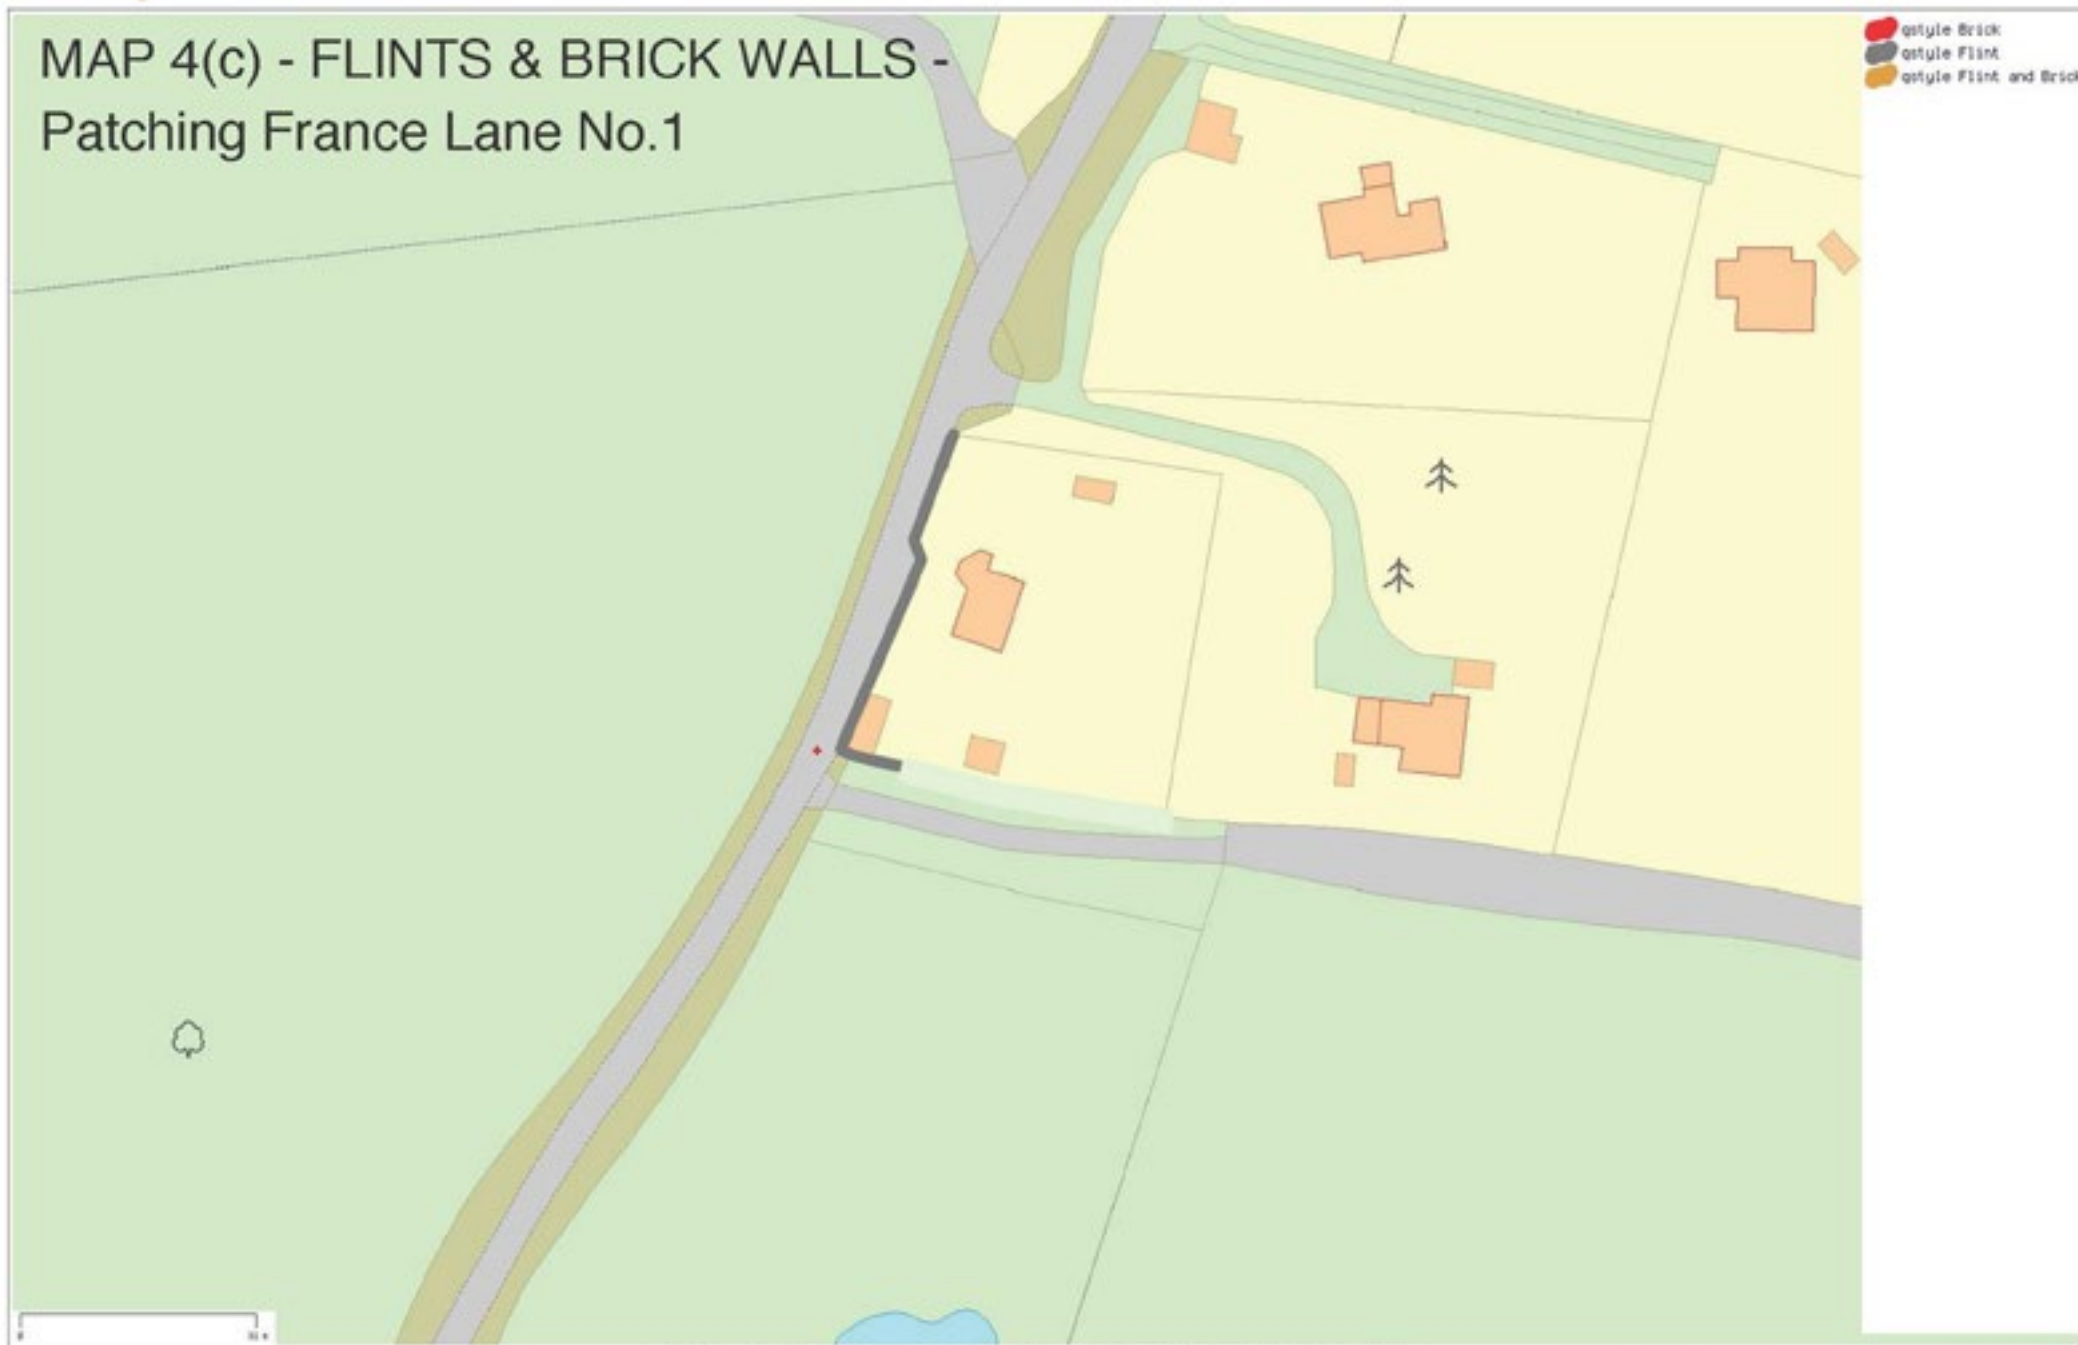 MAP 4(c) - FLINTS & BRICK WALLS -
Patching France Lane No.1
qstyle Brick
qstyle Flint
qstyle Flint and Brick